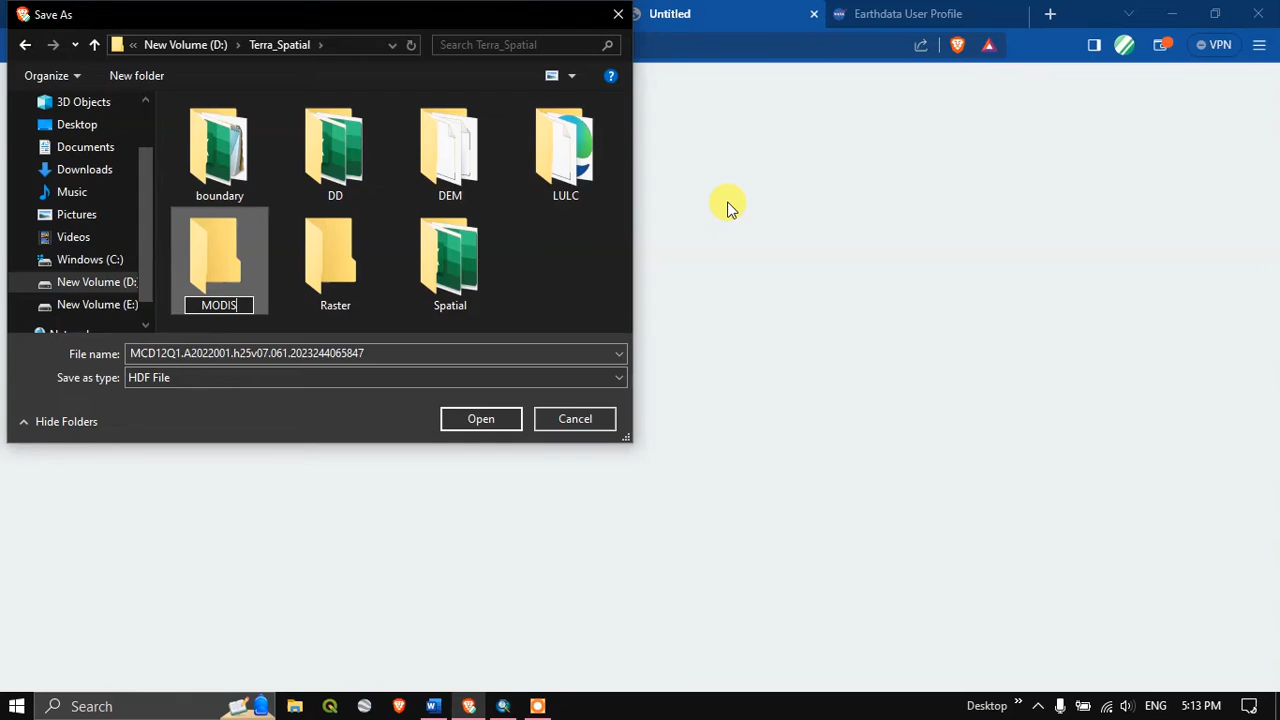 Save As
Untitled
Earthdata User Profile
New Volume (D:)
Terra_Spatial
Search Terra_Spatial
VPN
Organize
New folder
3D Objects
Desktop
Documents
Downloads
Music
Pictures
Videos
Windows (C:)
New Volume (D:
New Volume (E:)
boundary
DD
DEM
LULC
MODIS
Raster
Spatial
File name:
MCD12Q1.A2022001.h25v07.061.2023244065847
Save as type:
HDF File
Hide Folders
Open
Cancel
Search
Desktop
ENG
5:13 PM